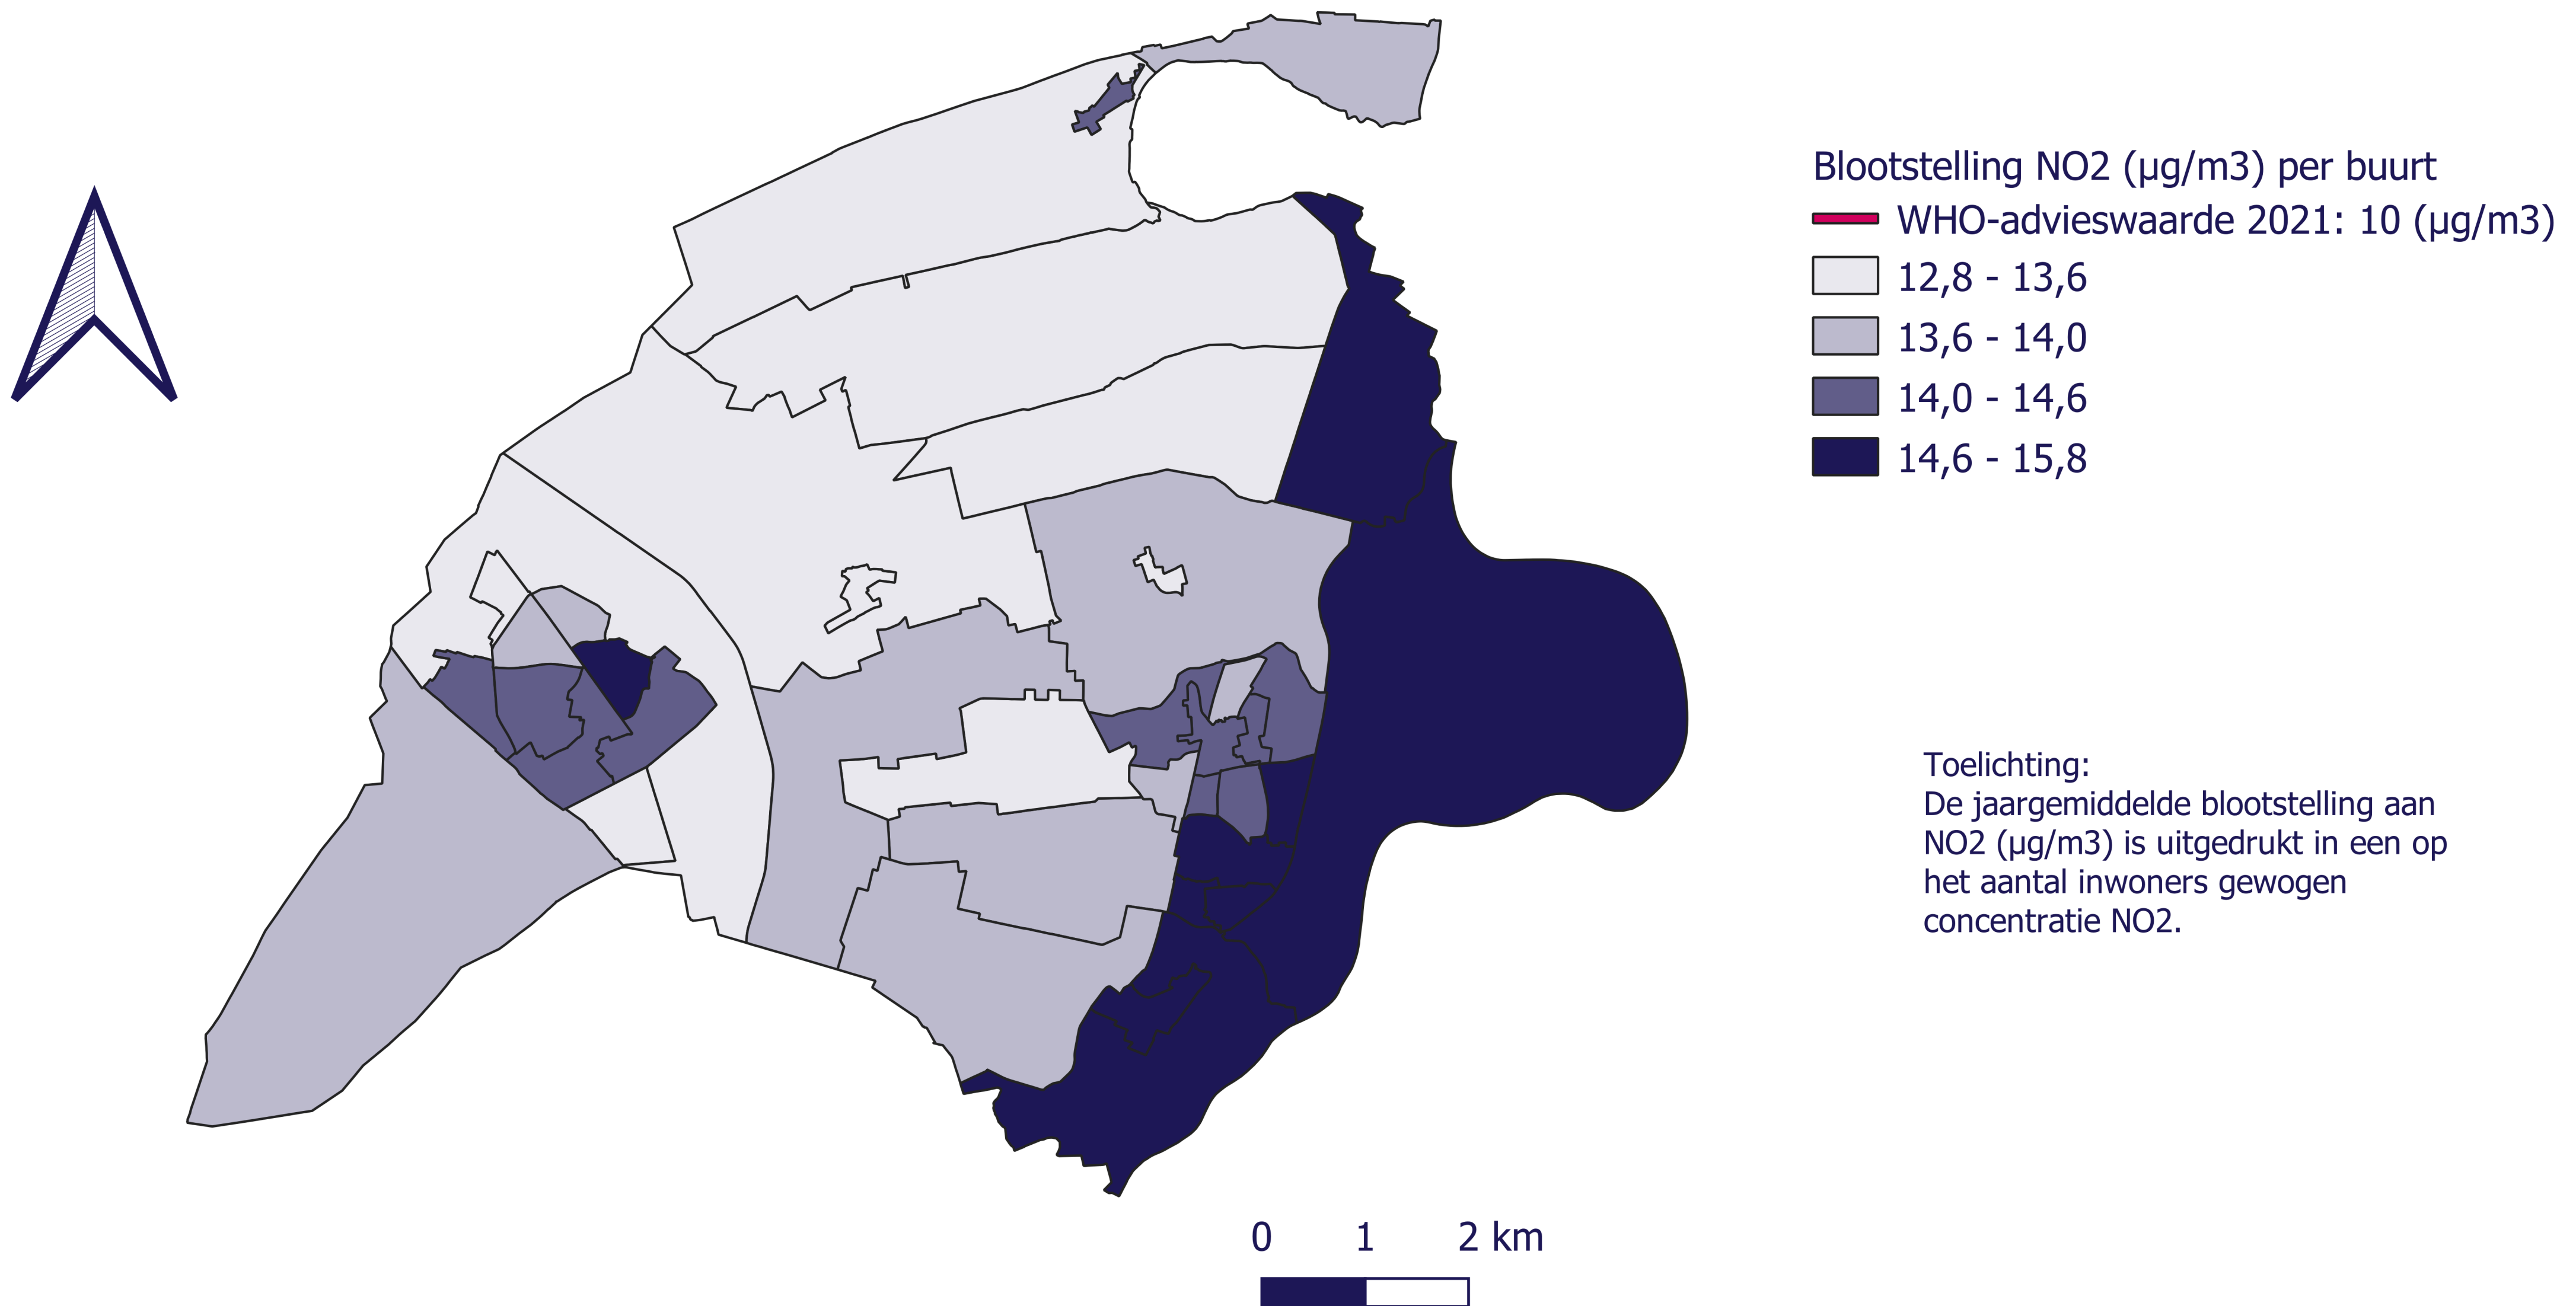 Blootstelling NO2 (µg/m3) per buurt
WHO-advieswaarde 2021: 10 (µg/m3)
12,8 - 13,6
13,6 - 14,0
14,0 - 14,6
14,6 - 15,8
Toelichting:
De jaargemiddelde blootstelling aan
NO2 (µg/m3) is uitgedrukt in een op
het aantal inwoners gewogen
concentratie NO2.
0 1 2 km